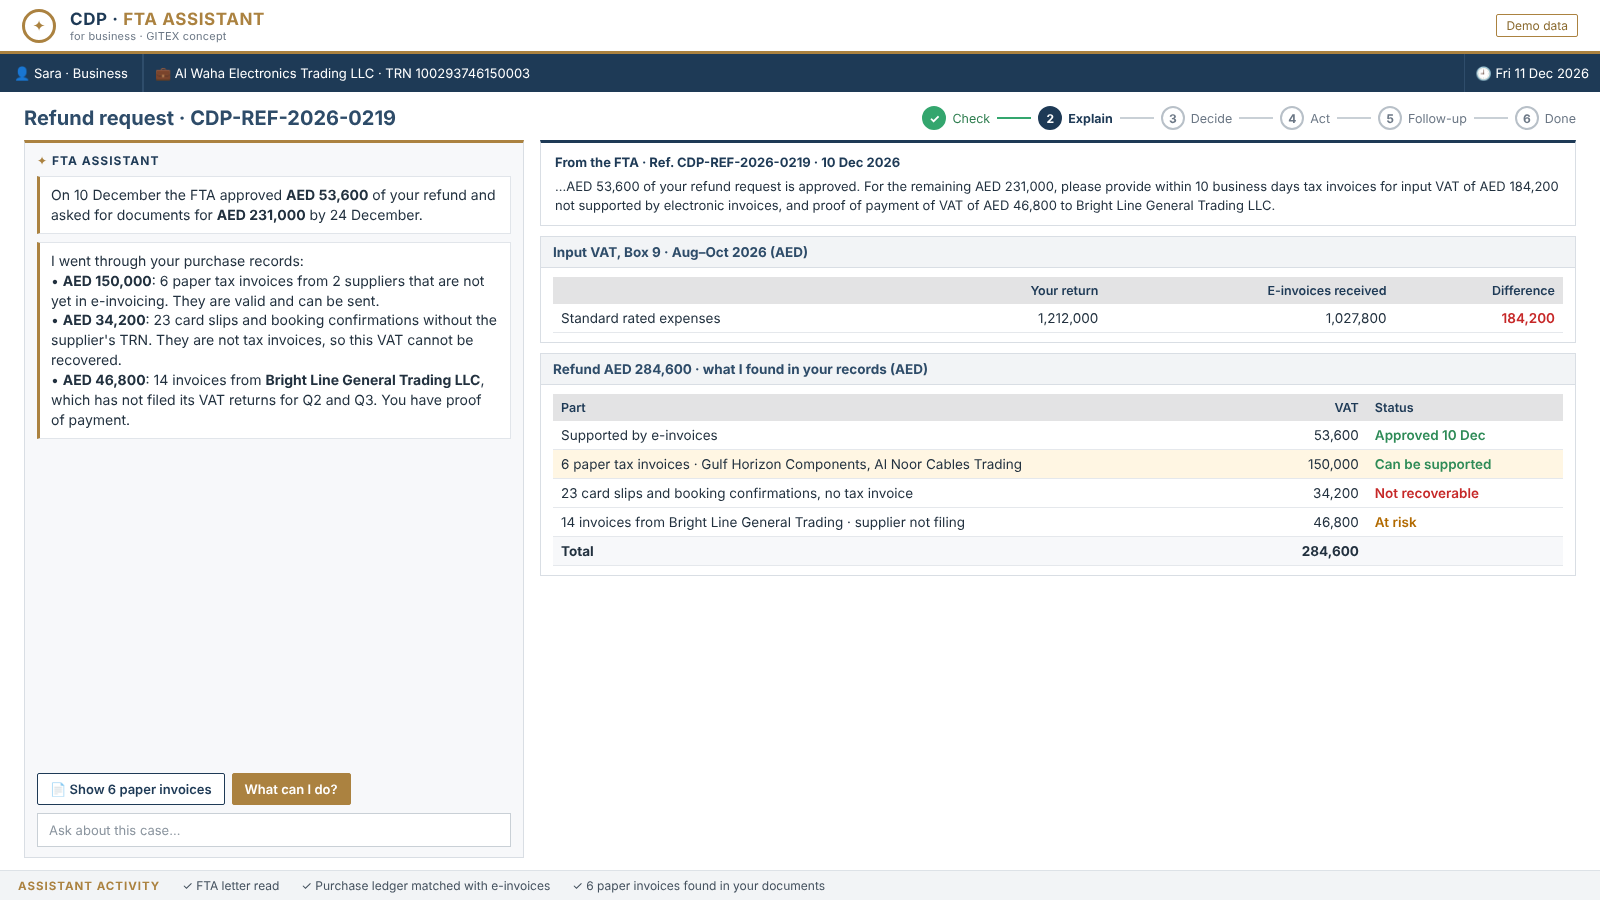 CDP · FTA ASSISTANT
for business · GITEX concept
Demo data
Sara · Business
Al Waha Electronics Trading LLC · TRN 100293746150003
Fri 11 Dec 2026
Refund request · CDP-REF-2026-0219
✓ Check
2 Explain
3 Decide
4 Act
5 Follow-up
6 Done
✦ FTA ASSISTANT
On 10 December the FTA approved AED 53,600 of your refund and
asked for documents for AED 231,000 by 24 December.
I went through your purchase records:
• AED 150,000: 6 paper tax invoices from 2 suppliers that are not
yet in e-invoicing. They are valid and can be sent.
• AED 34,200: 23 card slips and booking confirmations without the
supplier's TRN. They are not tax invoices, so this VAT cannot be
recovered.
• AED 46,800: 14 invoices from Bright Line General Trading LLC,
which has not filed its VAT returns for Q2 and Q3. You have proof
of payment.
Show 6 paper invoices
What can I do?
Ask about this case...
From the FTA · Ref. CDP-REF-2026-0219 · 10 Dec 2026
...AED 53,600 of your refund request is approved. For the remaining AED 231,000, please provide within 10 business days tax invoices for input VAT of AED 184,200
not supported by electronic invoices, and proof of payment of VAT of AED 46,800 to Bright Line General Trading LLC.
Input VAT, Box 9 · Aug–Oct 2026 (AED)
Your return E-invoices received Difference
Standard rated expenses 1,212,000 1,027,800 184,200
Refund AED 284,600 · what I found in your records (AED)
Part VAT Status
Supported by e-invoices 53,600 Approved 10 Dec
6 paper tax invoices · Gulf Horizon Components, Al Noor Cables Trading 150,000 Can be supported
23 card slips and booking confirmations, no tax invoice 34,200 Not recoverable
14 invoices from Bright Line General Trading · supplier not filing 46,800 At risk
Total 284,600
ASSISTANT ACTIVITY
✓ FTA letter read
✓ Purchase ledger matched with e-invoices
✓ 6 paper invoices found in your documents